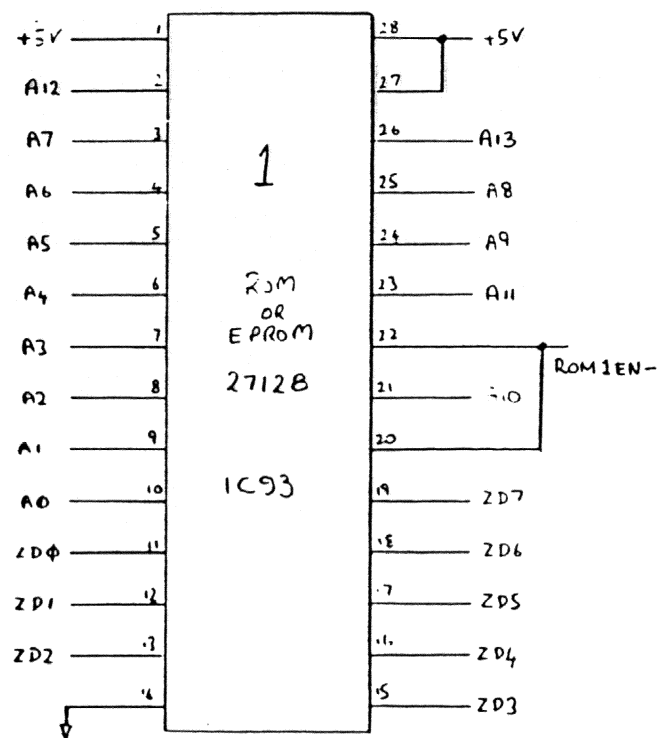 +5V 1 28 +5V
A12 2 27
A7 3 26 A13
1
A6 4 25 A8
A5 5 24 A9
A4 6 23 A11
ROM
OR
EPROM
A3 7 22
ROM1EN-
A2 8 27128 21
A1 9 20
A0 10 IC93 19 ZD7
ZDφ 11 18 ZD6
ZD1 12 17 ZD5
ZD2 13 ZD4
15 ZD3